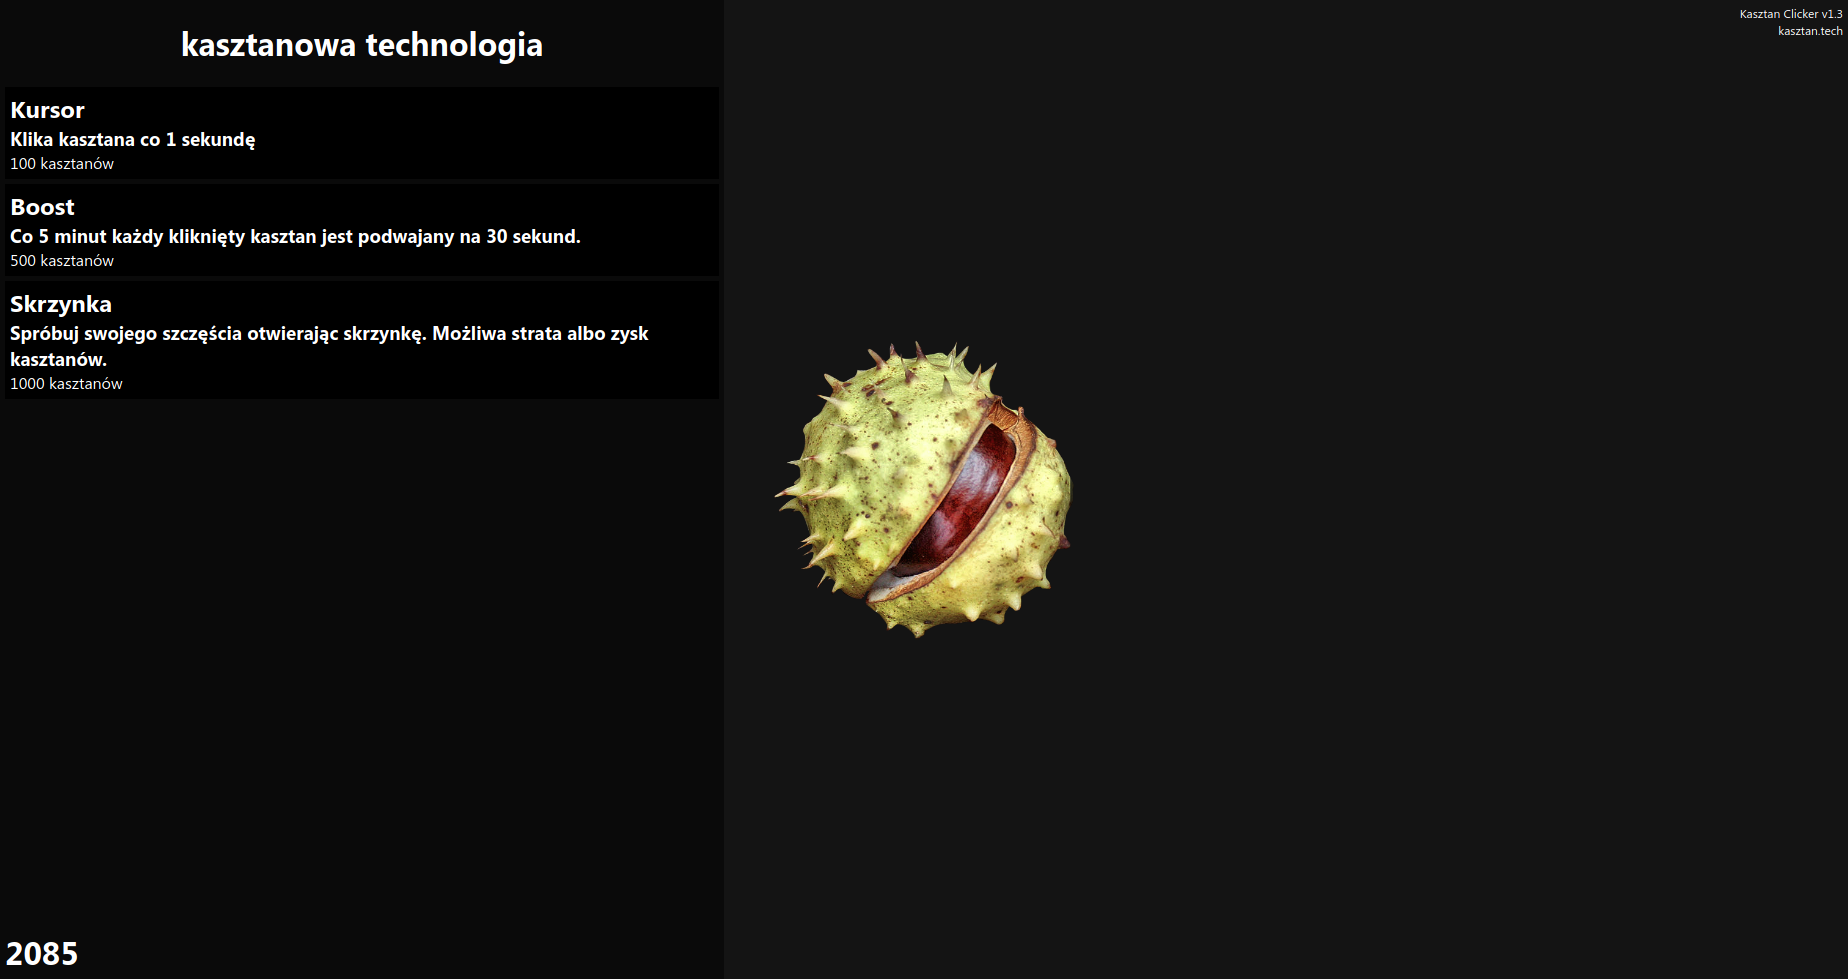 kasztanowa technologia
Kursor
Klika kasztana co 1 sekundę
100 kasztanów
Boost
Co 5 minut każdy kliknięty kasztan jest podwajany na 30 sekund.
500 kasztanów
Skrzynka
Spróbuj swojego szczęścia otwierając skrzynkę. Możliwa strata albo zysk
kasztanów.
1000 kasztanów
2085
Kasztan Clicker v1.3
kasztan.tech